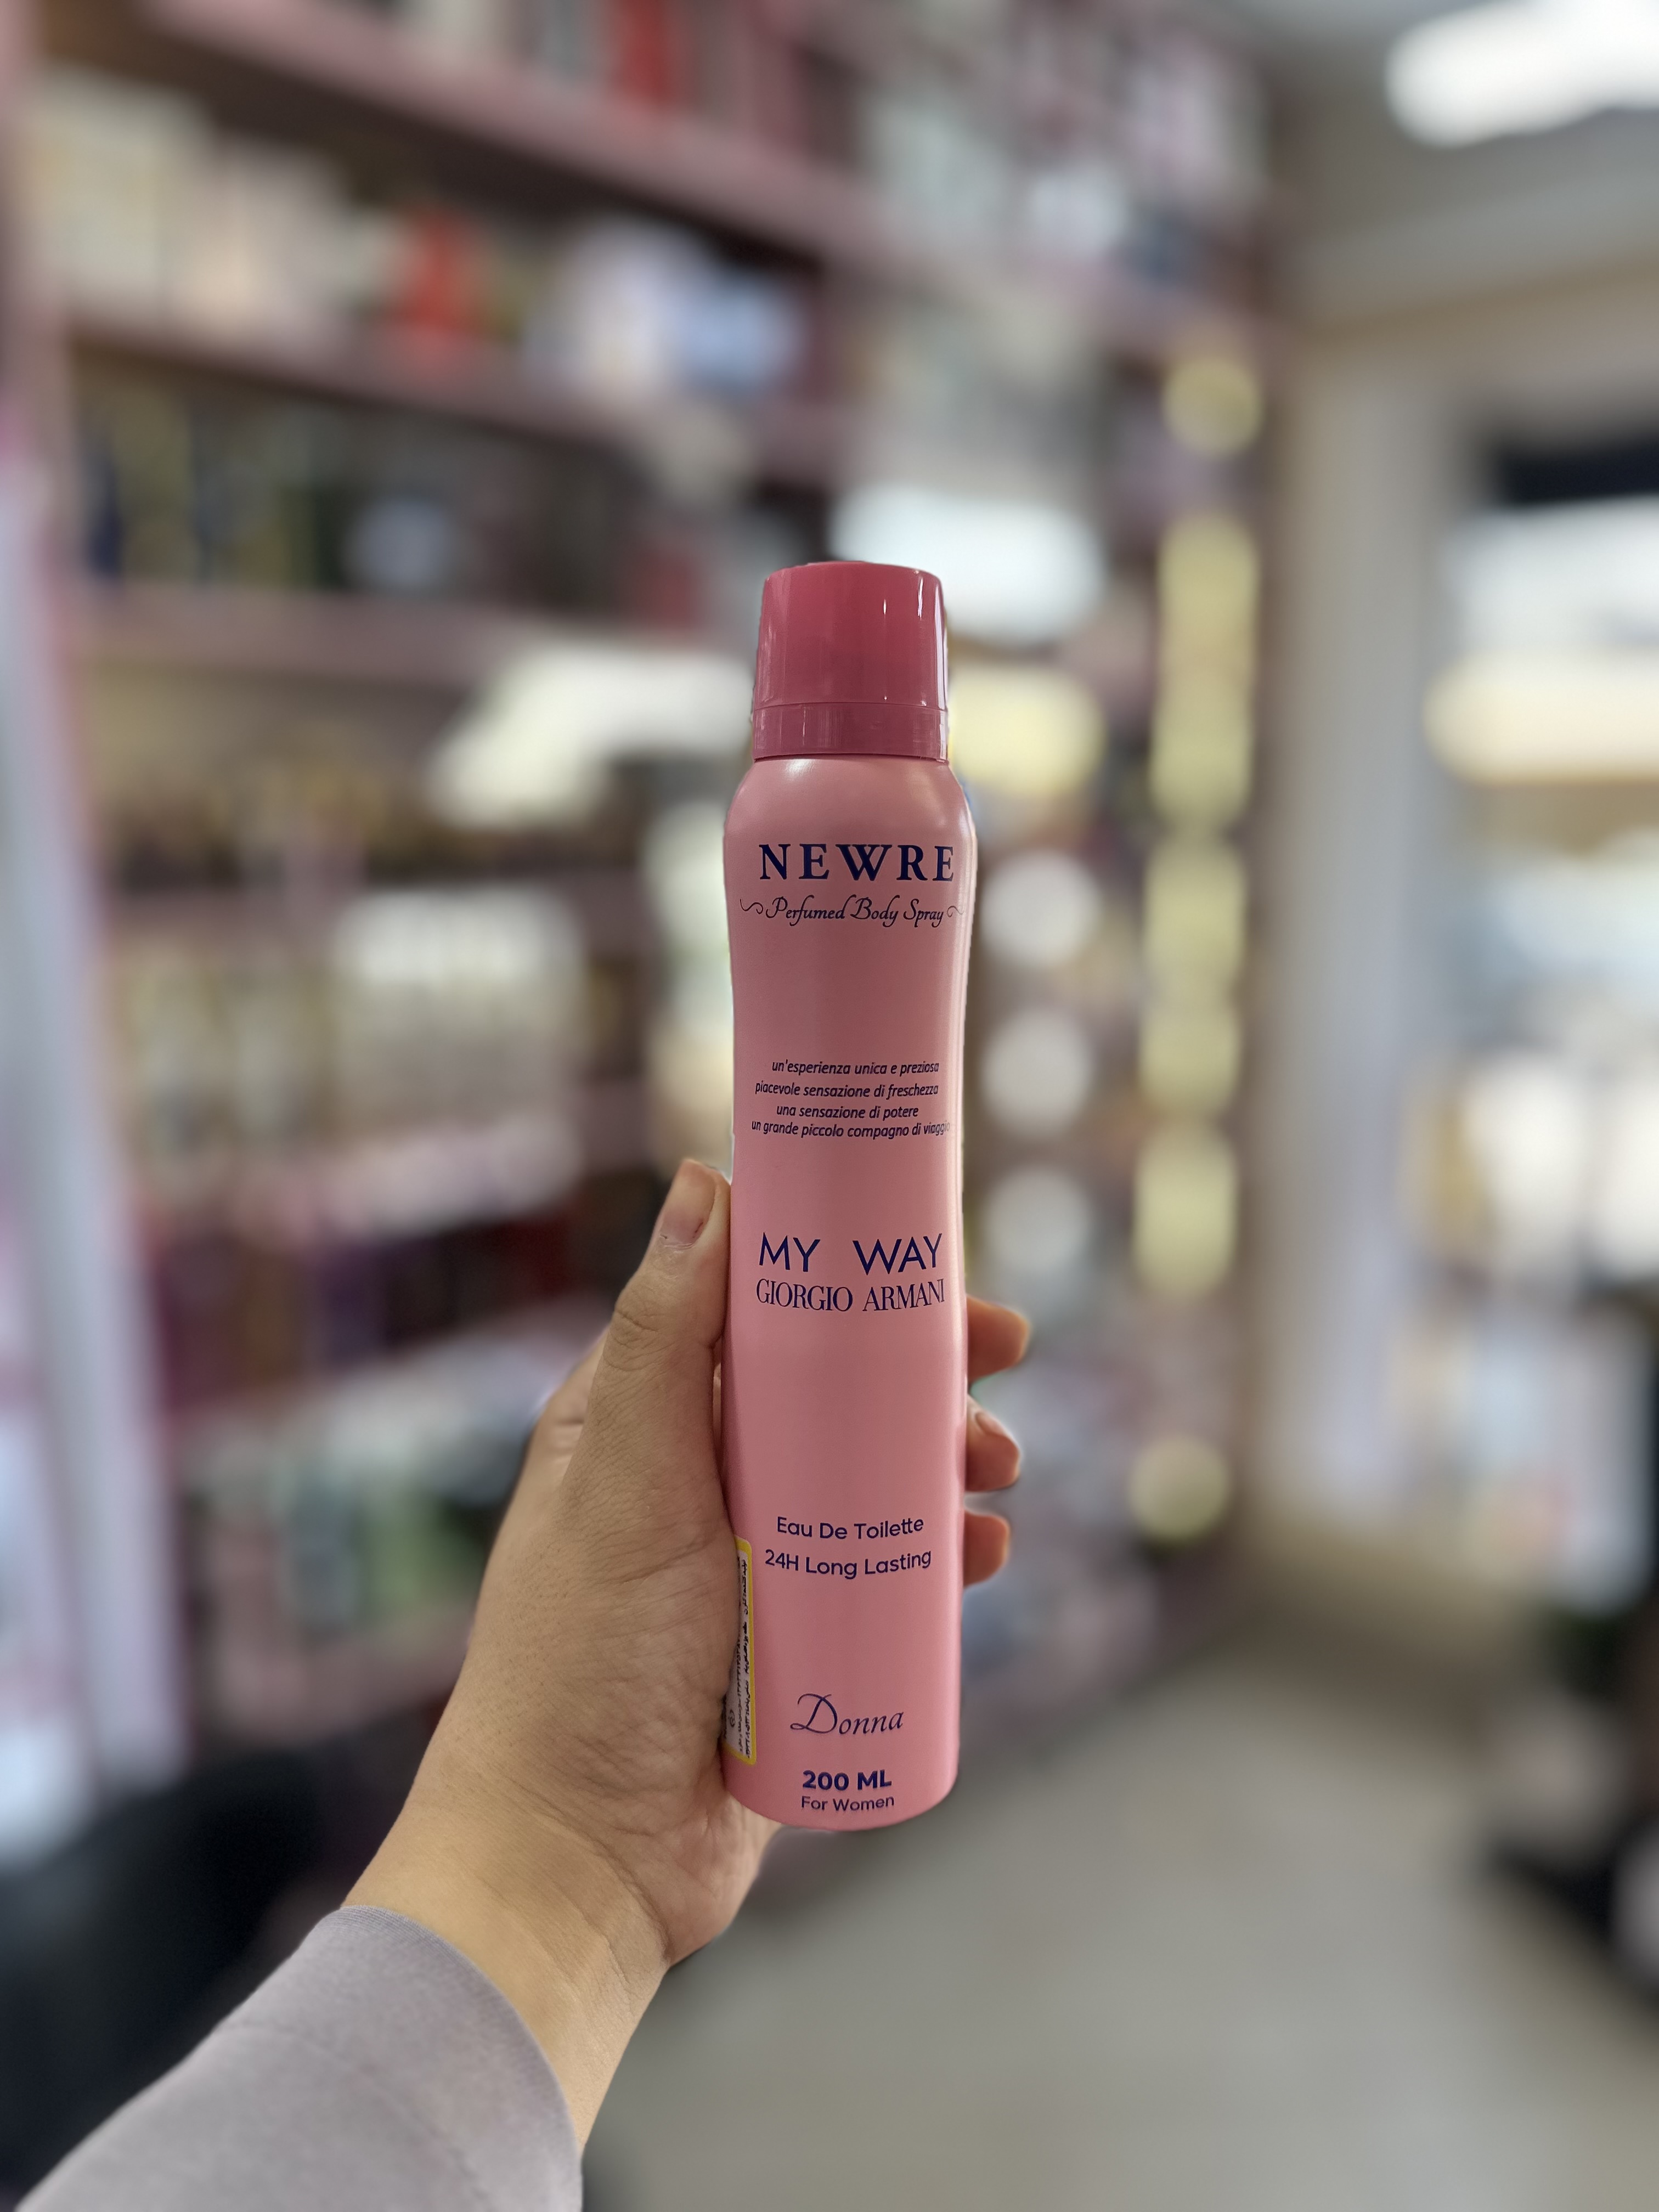 NEWRE
Perfumed Body Spray
un'esperienza unica e preziosa
piacevole sensazione di freschezza
una sensazione di potere
un grande piccolo compagno di viaggio
MY WAY
GIORGIO ARMANI
Eau De Toilette
24H Long Lasting
Donna
200 ML
For Women